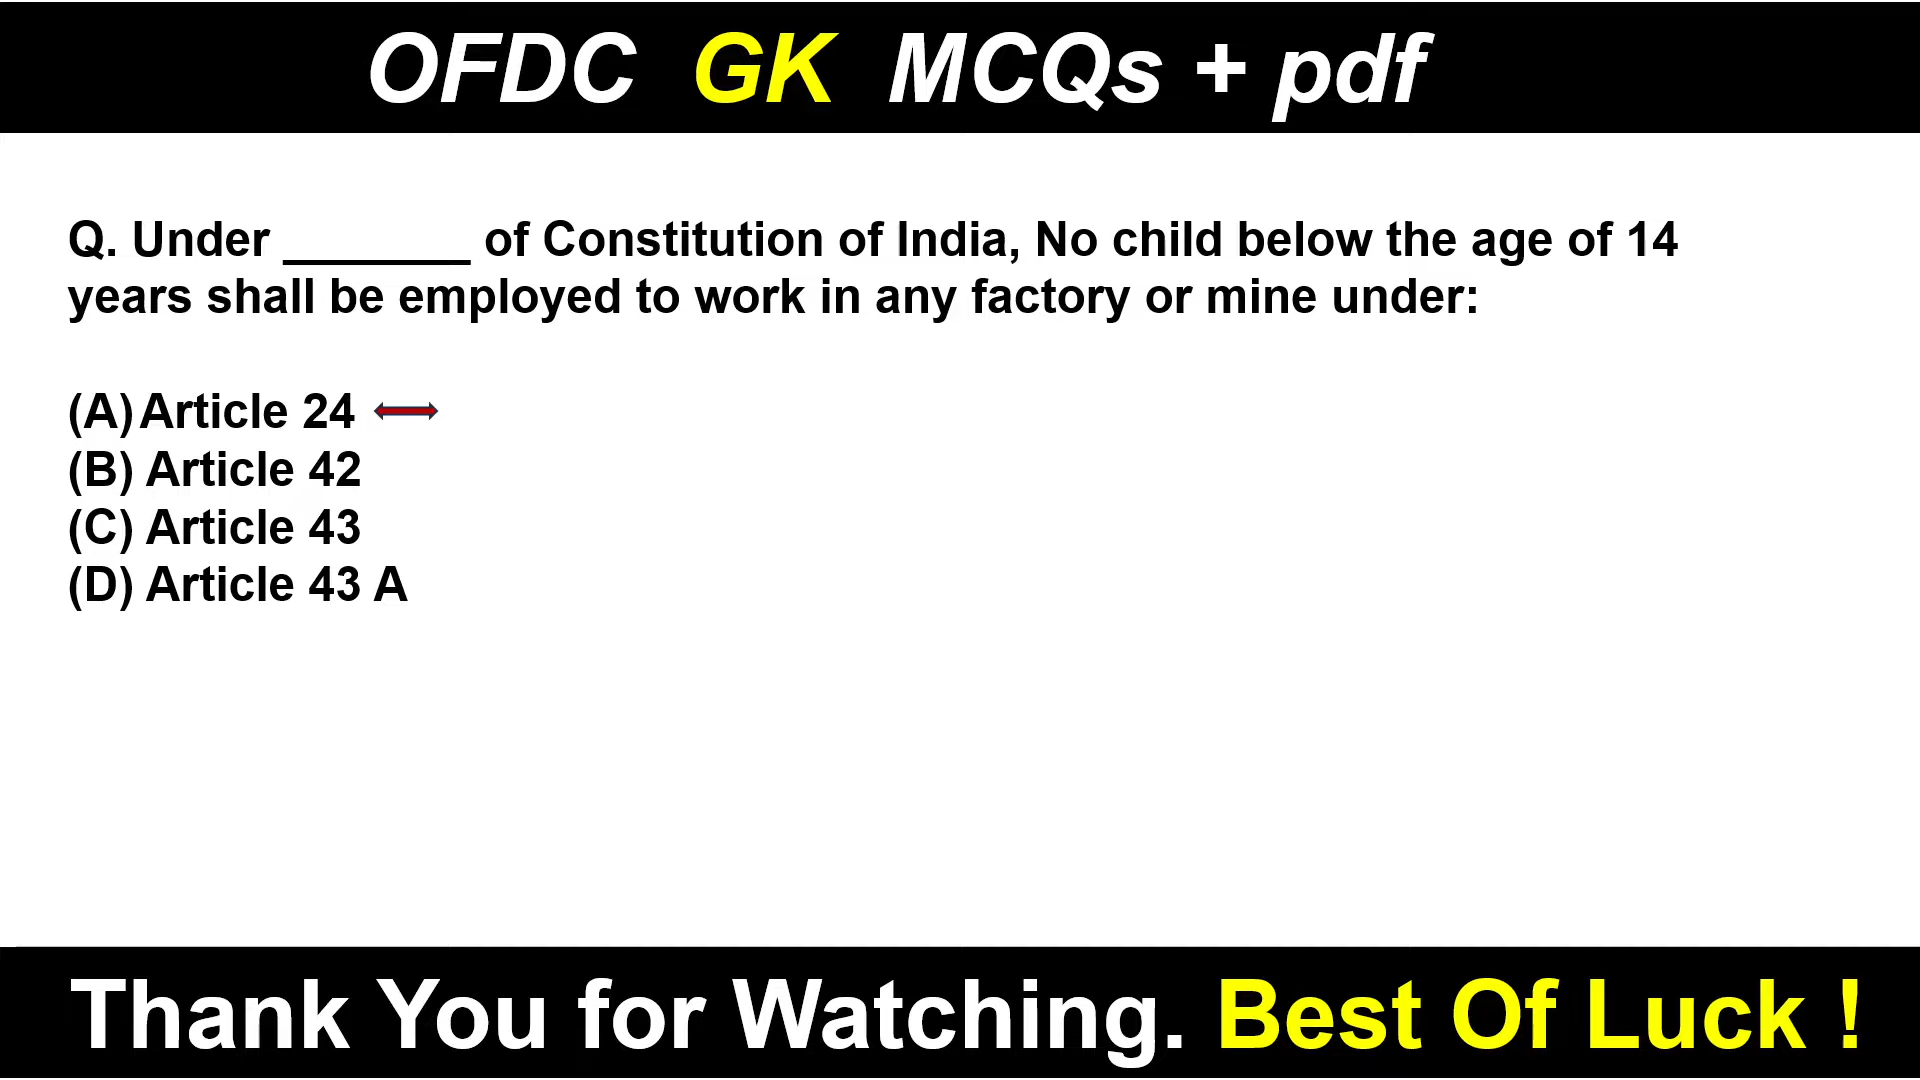 OFDC GK MCQs + pdf
Q. Under _______ of Constitution of India, No child below the age of 14
years shall be employed to work in any factory or mine under:
(A) Article 24
(B) Article 42
(C) Article 43
(D) Article 43 A
Thank You for Watching. Best Of Luck !